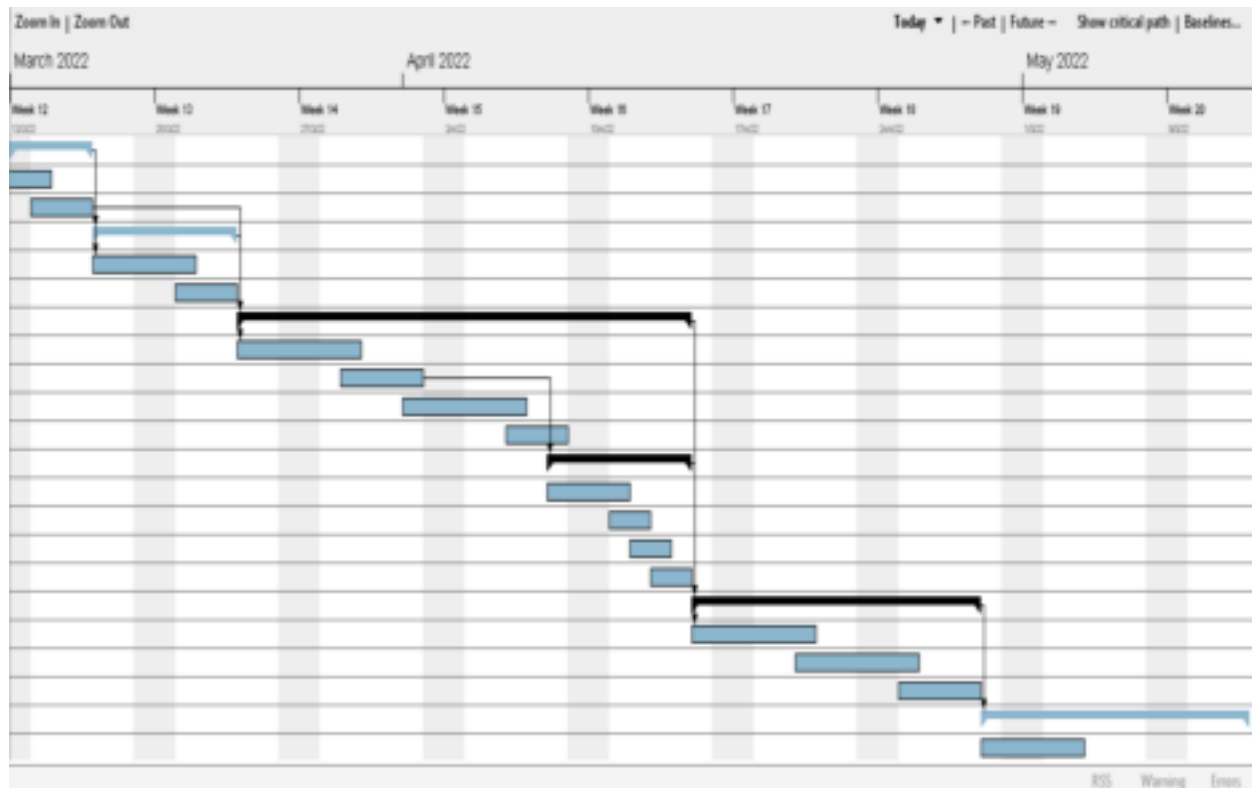 Zoom In | Zoom Out
Today ▾ | ← Past | Future → Show critical path | Baselines...
March 2022 April 2022 May 2022
Week 12 Week 13 Week 14 Week 15 Week 16 Week 17 Week 18 Week 19 Week 20
RSS Warning Errors